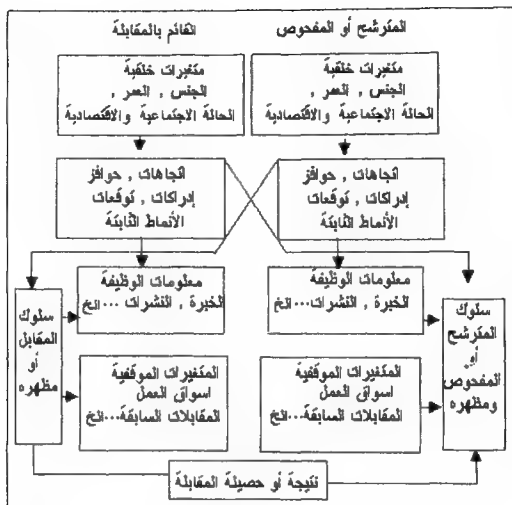 المترشح أو المفحوص
القائم بالمقابلة
متغيرات خلفية
الجنس , العمر ,
الحالة الاجتماعية والاقتصادية
متغيرات خلفية
الجنس , العمر ,
الحالة الاجتماعية والاقتصادية
اتجاهات , حوافز
إدراكات , توقعات
الأنماط الثابتة
اتجاهات , حوافز
إدراكات , توقعات
الأنماط الثابتة
معلومات الوظيفة
الخبرة , النشرات...الخ
معلومات الوظيفة
الخبرة , النشرات...الخ
سلوك
المترشح
أو
المفحوص
ومظهره
سلوك
المقابل
أو
مظهره
المتغيرات الموقفية
اسواق العمل
المقابلات السابقة...الخ
المتغيرات الموقفية
اسواق العمل
المقابلات السابقة...الخ
نتيجة أو حصيلة المقابلة